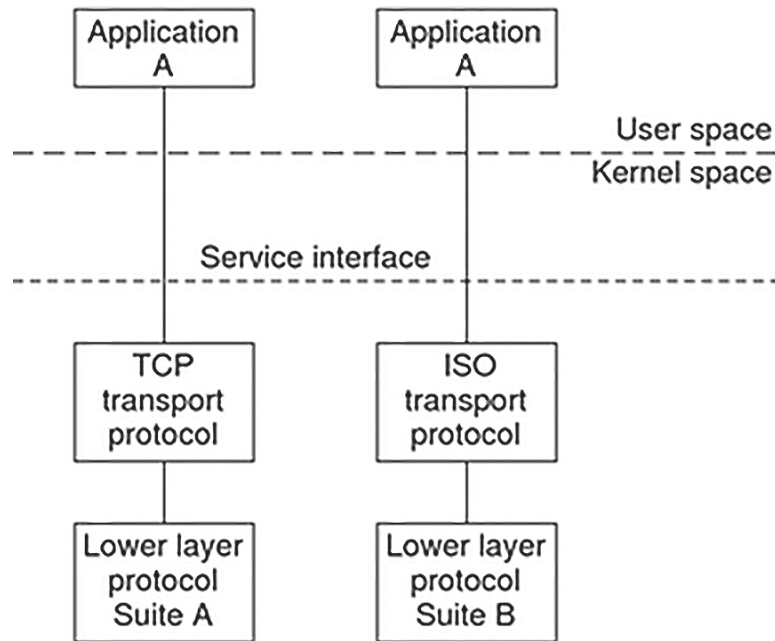 Application
A
Application
A
User space
Kernel space
Service interface
TCP
transport
protocol
ISO
transport
protocol
Lower layer
protocol
Suite A
Lower layer
protocol
Suite B